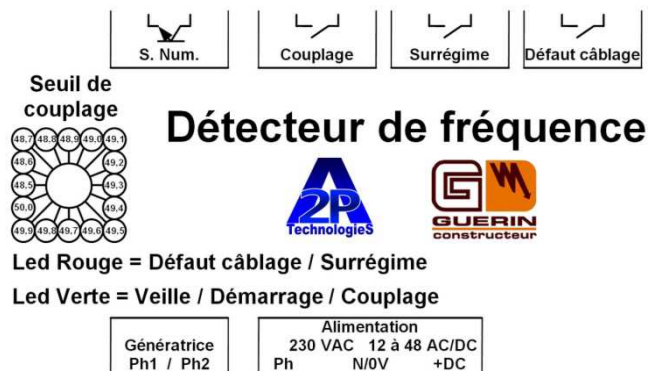 S. Num. Couplage Surrégime Défaut câblage
Seuil de
couplage
Détecteur de fréquence
48.7 48.8 48.9 49.0 49.1
48.6 49.2
48.5 49.3
50.0 49.4
49.9 49.8 49.7 49.6 49.5
A
2P
TechnologieS
G
GUERIN
constructeur
Led Rouge = Défaut câblage / Surrégime
Led Verte = Veille / Démarrage / Couplage
Génératrice
Ph1 / Ph2
Alimentation
230 VAC 12 à 48 AC/DC
Ph N/0V +DC